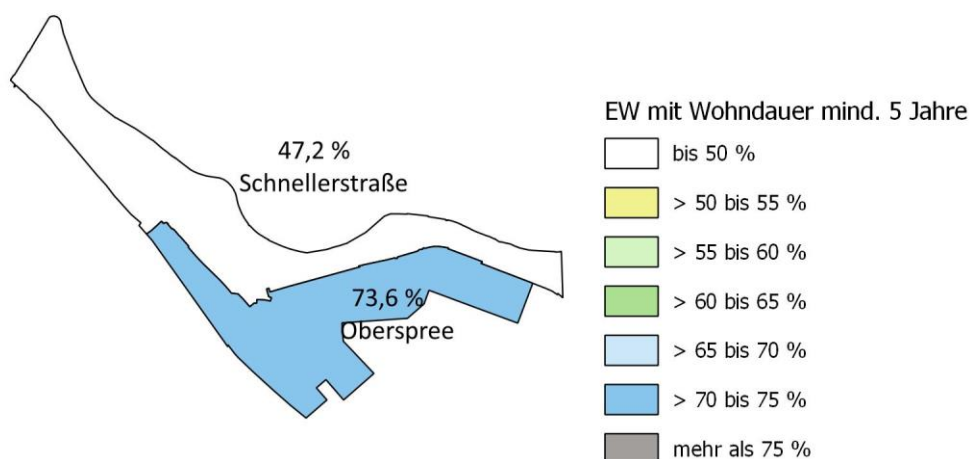 47,2 %
Schnellerstraße
73,6 %
Oberspree
EW mit Wohndauer mind. 5 Jahre
bis 50 %
> 50 bis 55 %
> 55 bis 60 %
> 60 bis 65 %
> 65 bis 70 %
> 70 bis 75 %
mehr als 75 %